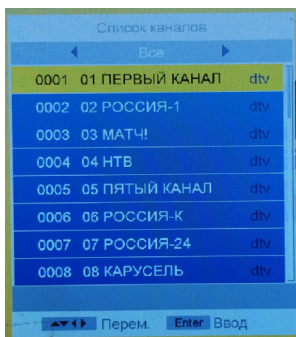 Список каналов
Все
0001 01 ПЕРВЫЙ КАНАЛ dtv
0002 02 РОССИЯ-1 dtv
0003 03 МАТЧ! dtv
0004 04 НТВ dtv
0005 05 ПЯТЫЙ КАНАЛ dtv
0006 06 РОССИЯ-К dtv
0007 07 РОССИЯ-24 dtv
0008 08 КАРУСЕЛЬ dtv
Перем. Enter Ввод